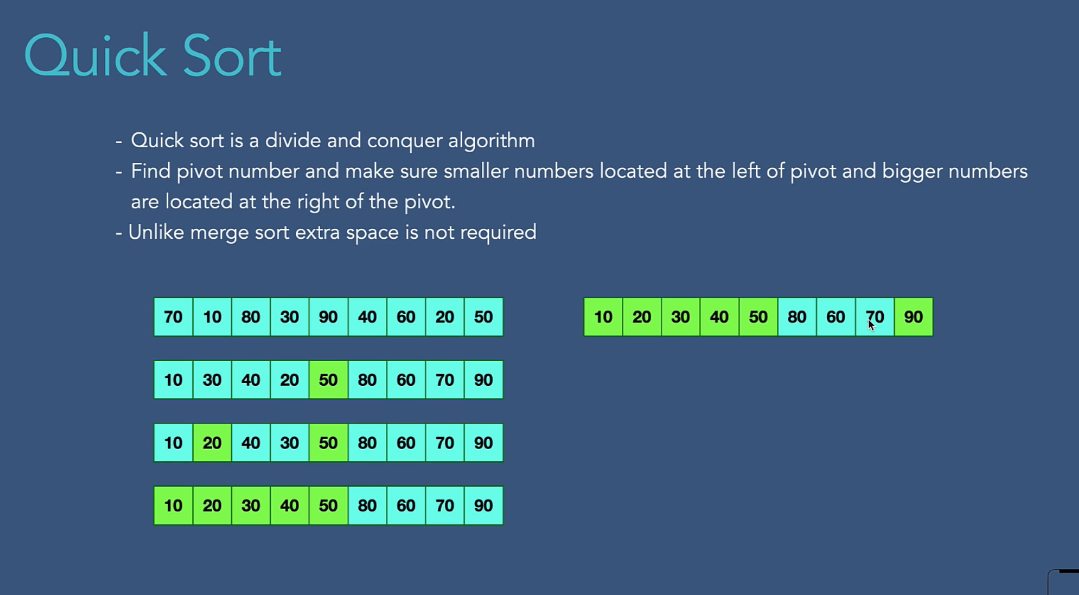 Quick Sort
- Quick sort is a divide and conquer algorithm
- Find pivot number and make sure smaller numbers located at the left of pivot and bigger numbers
are located at the right of the pivot.
- Unlike merge sort extra space is not required
70 10 80 30 90 40 60 20 50
10 30 40 20 50 80 60 70 90
10 20 40 30 50 80 60 70 90
10 20 30 40 50 80 60 70 90
10 20 30 40 50 80 60 70 90